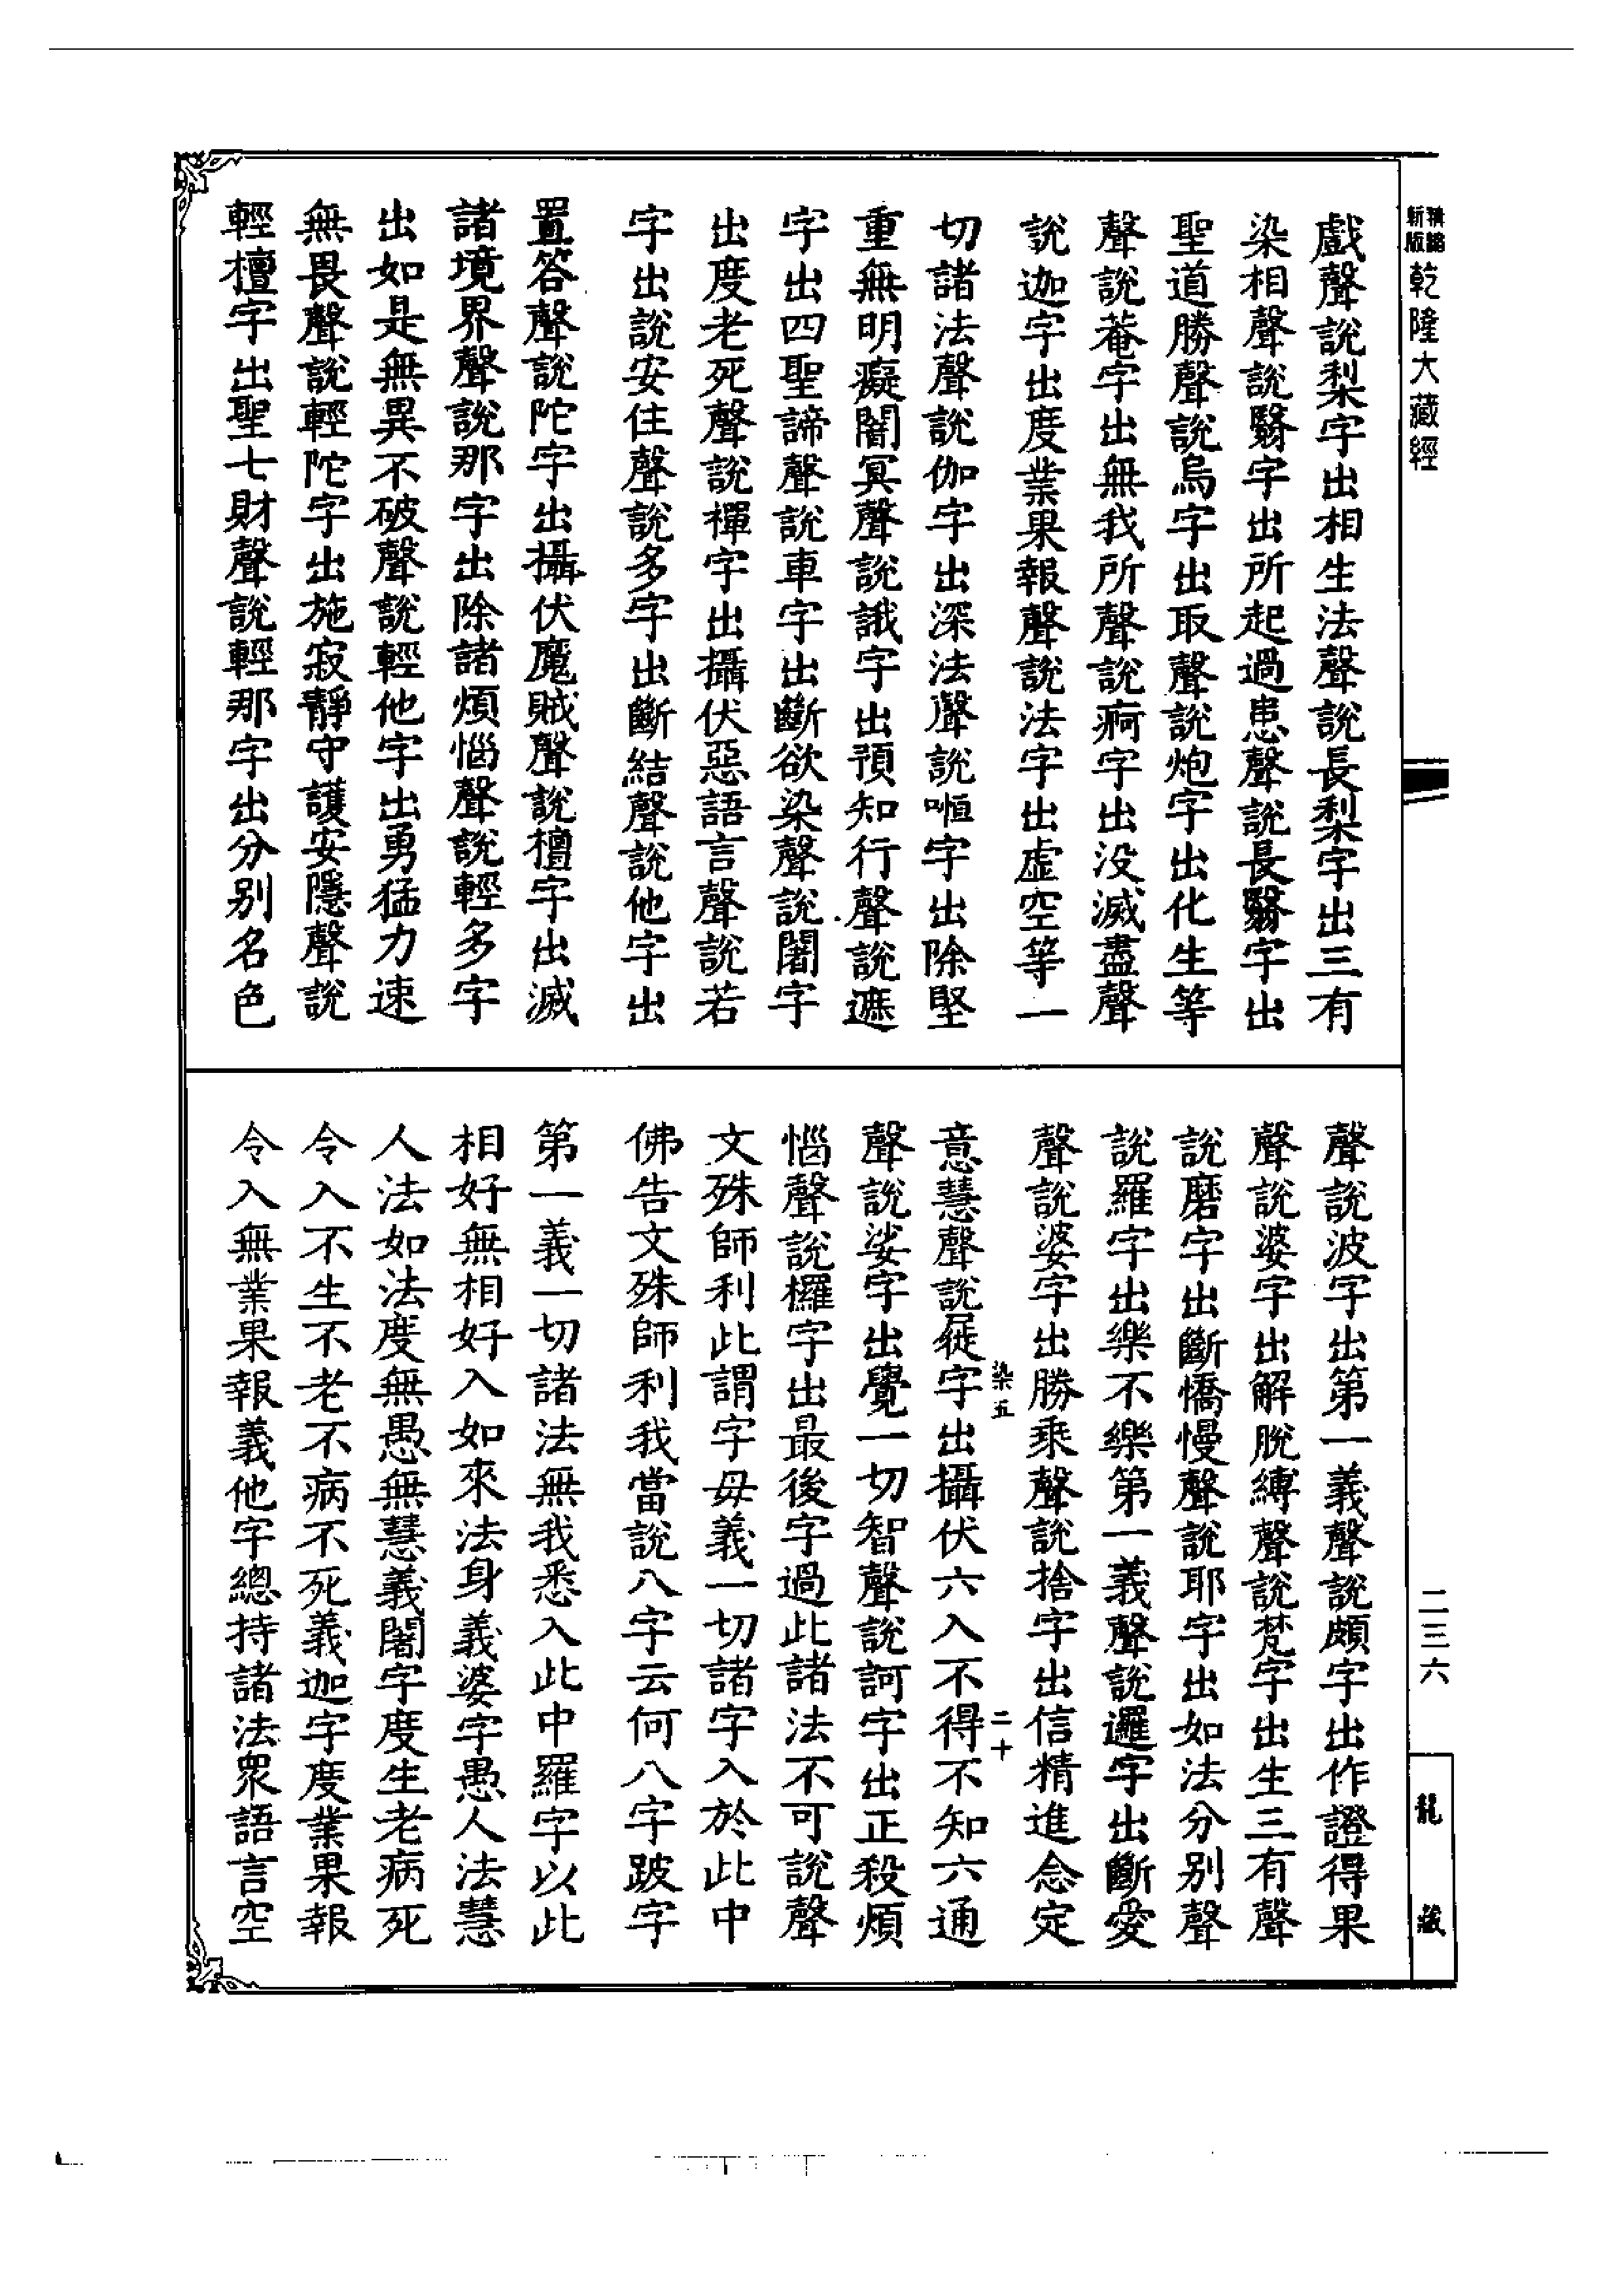 新版精縮乾隆大藏經
戲聲說梨字出相生法聲說長梨字出三有
染相聲說翳字出所起過患聲說長翳字出
聖道勝聲說烏字出取聲說炮字出化生等
聲說菴字出無我所聲說痾字出没滅盡聲
說迦字出度業果報聲說法字出虛空等一
切諸法聲說伽字出深法聲說𠷐字出除堅
重無明癡闇冥聲說誐字出預知行聲說遮
字出四聖諦聲說車字出斷欲染聲說闍字
出度老死聲說禪字出攝伏惡語言聲說若
字出說安住聲說多字出斷結聲說他字出
置答聲說陀字出攝伏魔賊聲說檀字出滅
諸境界聲說那字出除諸煩惱聲說輕多字
出如是無異不破聲說輕他字出勇猛力速
無畏聲說輕陀字出施寂靜守護安隱聲說
輕檀字出聖七財聲說輕那字出分别名色
聲說波字出第一義聲說頗字出作證得果
聲說婆字出解脫縛聲說梵字出生三有聲
說磨字出斷憍慢聲說耶字出如法分别聲
說羅字出樂不樂第一義聲說邏字出斷愛
聲說婆字出勝乘聲說捨字出信精進念定
染五 二十
意慧聲說屣字出攝伏六入不得不知六通
聲說娑字出覺一切智聲說訶字出正殺煩
惱聲說欏字出最後字過此諸法不可說聲
文殊師利此謂字毋義一切諸字入於此中
佛告文殊師利我當說八字云何八字跛字
第一義一切諸法無我悉入此中羅字以此
相好無相好入如來法身義婆字愚人法慧
人法如法度無愚無慧義闍字度生老病死
令入不生不老不病不死義迦字度業果報
令入無業果報義他字總持諸法眾語言空
二三六
龍藏